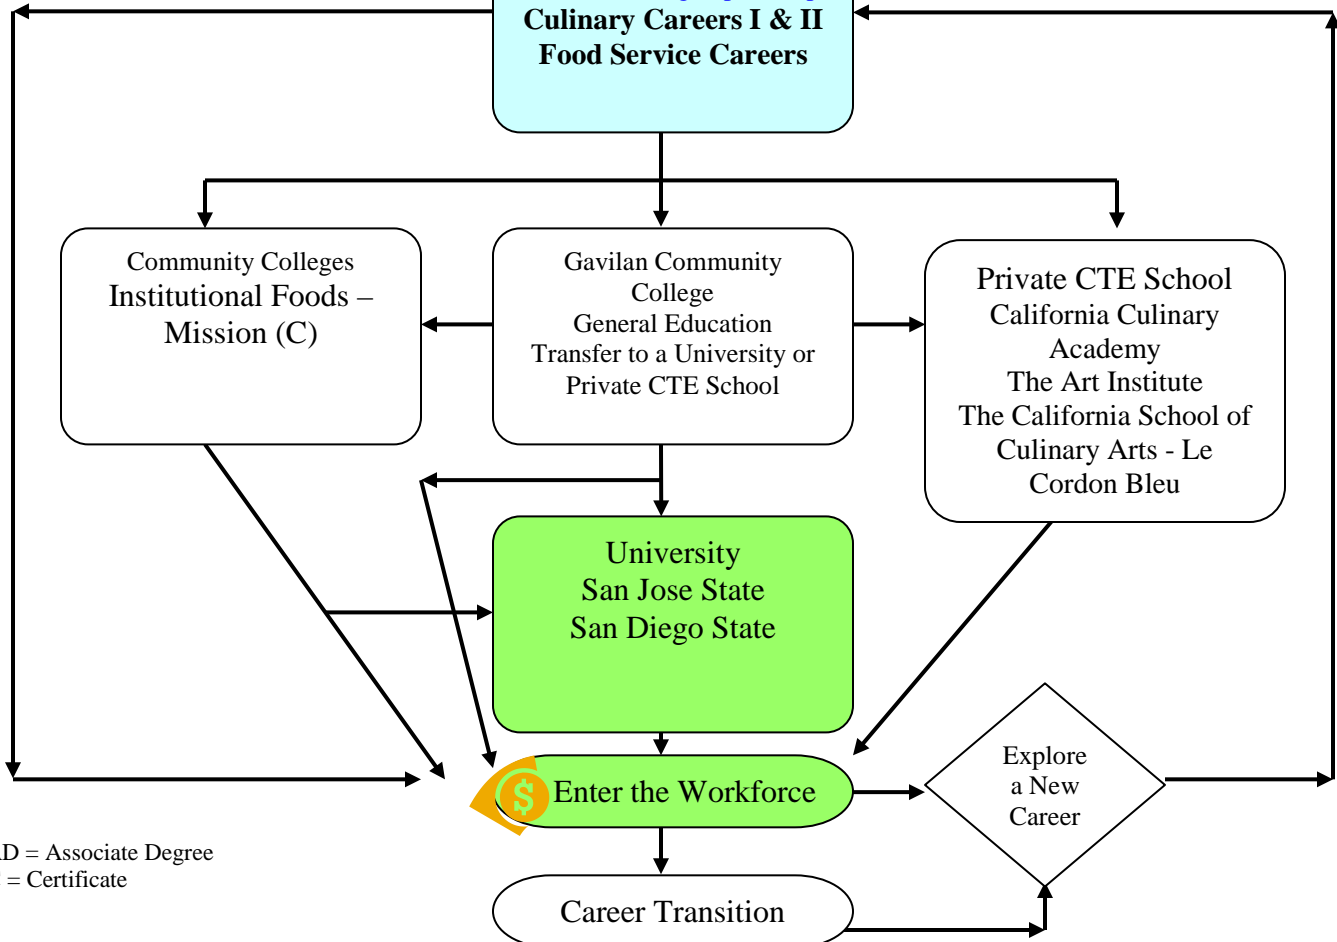 Culinary Careers I & II
Food Service Careers
Community Colleges
Institutional Foods –
Mission (C)
Gavilan Community
College
General Education
Transfer to a University or
Private CTE School
Private CTE School
California Culinary
Academy
The Art Institute
The California School of
Culinary Arts - Le
Cordon Bleu
University
San Jose State
San Diego State
$ Enter the Workforce
Explore
a New
Career
D = Associate Degree
= Certificate
Career Transition